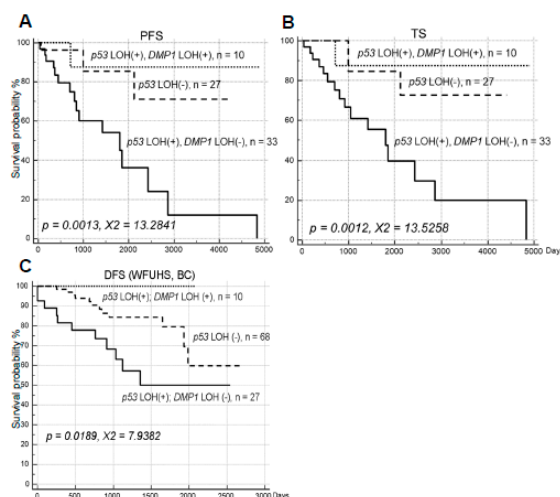 A
PFS
Survival probability %
100
80
60
40
20
0
p53 LOH(+), DMP1 LOH(+), n = 10
p53 LOH(-), n = 27
p53 LOH(+), DMP1 LOH(-), n = 33
p = 0.0013, X2 = 13.2841
0 1000 2000 3000 4000 5000
B
TS
100
80
60
40
20
0
p53 LOH(+), DMP1 LOH(+), n = 10
p53 LOH(-), n = 27
p53 LOH(+), DMP1 LOH(-), n = 33
p = 0.0012, X2 = 13.5258
0 1000 2000 3000 4000 5000 Days
C
DFS (WFUHS, BC)
Survival probability %
100
90
80
70
60
50
40
30
20
10
0
p53 LOH(+); DMP1 LOH (+), n = 10
p53 LOH (-), n = 68
p53 LOH(+); DMP1 LOH (-), n = 27
p = 0.0189, X2 = 7.9382
0 500 1000 1500 2000 2500 3000 Days